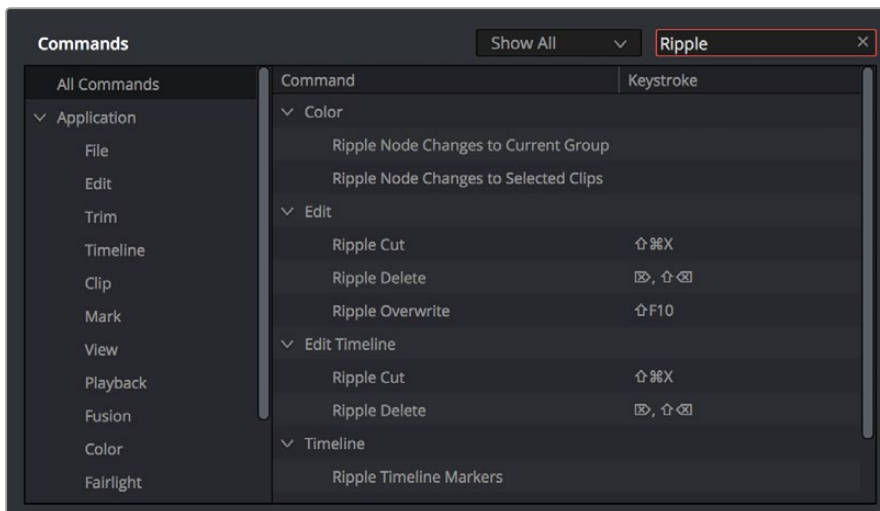 Commands
Show All
Ripple ×
All Commands
Application
File
Edit
Trim
Timeline
Clip
Mark
View
Playback
Fusion
Color
Fairlight
Command Keystroke
Color
Ripple Node Changes to Current Group
Ripple Node Changes to Selected Clips
Edit
Ripple Cut ⇧⌘X
Ripple Delete ⌦, ⇧⌫
Ripple Overwrite ⇧F10
Edit Timeline
Ripple Cut ⇧⌘X
Ripple Delete ⌦, ⇧⌫
Timeline
Ripple Timeline Markers